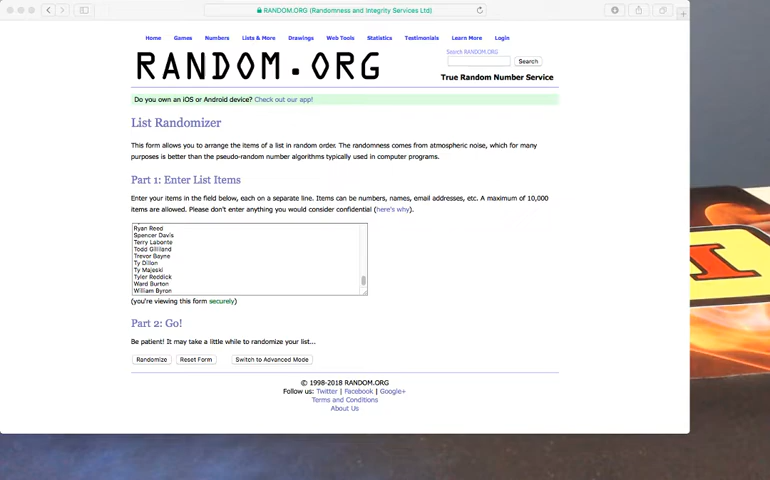 RANDOM.ORG (Randomness and Integrity Services Ltd)
Home Games Numbers Lists & More Drawings Web Tools Statistics Testimonials Learn More Login
Search RANDOM.ORG
RANDOM.ORG
Search
True Random Number Service
Do you own an iOS or Android device? Check out our app!
List Randomizer
This form allows you to arrange the items of a list in random order. The randomness comes from atmospheric noise, which for many
purposes is better than the pseudo-random number algorithms typically used in computer programs.
Part 1: Enter List Items
Enter your items in the field below, each on a separate line. Items can be numbers, names, email addresses, etc. A maximum of 10,000
items are allowed. Please don't enter anything you would consider confidential (here's why).
Ryan Reed
Spencer Davis
Terry Labonte
Todd Gilliland
Trevor Bayne
Ty Dillon
Ty Majeski
Tyler Reddick
Ward Burton
William Byron
(you're viewing this form securely)
Part 2: Go!
Be patient! It may take a little while to randomize your list...
Randomize Reset Form Switch to Advanced Mode
© 1998-2018 RANDOM.ORG
Follow us: Twitter | Facebook | Google+
Terms and Conditions
About Us